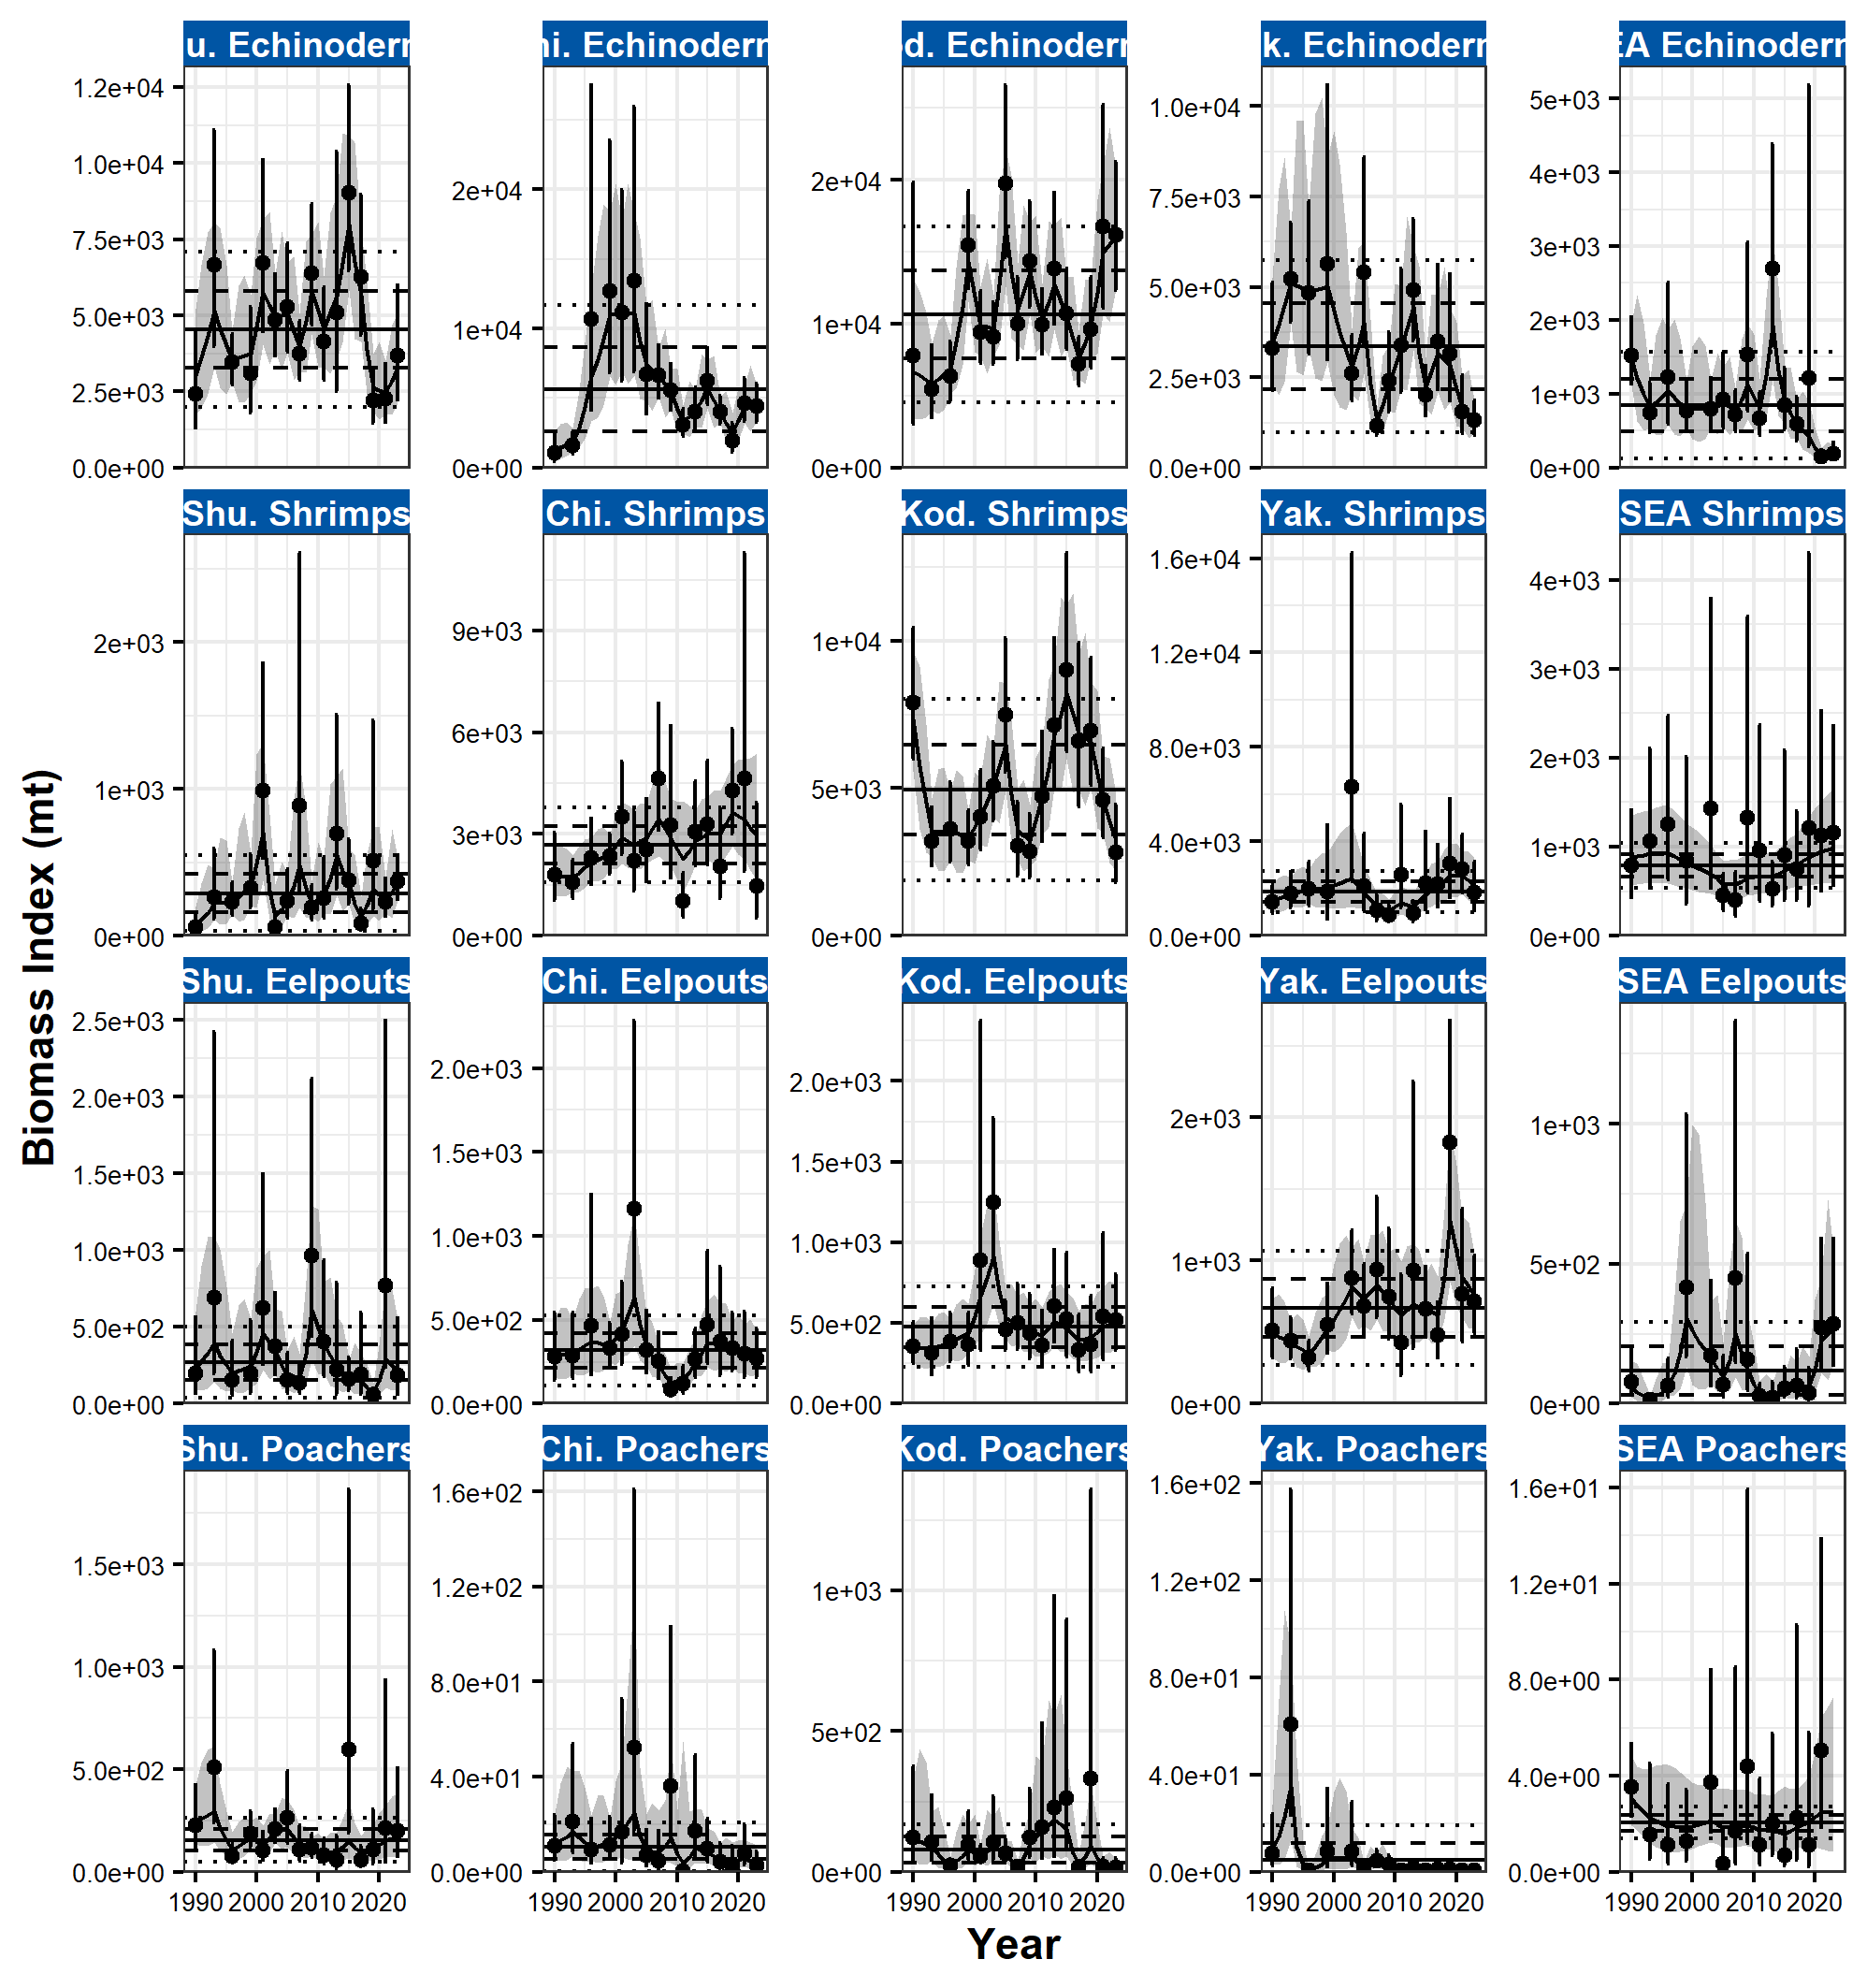 u. Echinoderm
ni. Echinoderm
od. Echinoderm
k. Echinoderm
EA Echinoderm
1.2e+04
1.0e+04
7.5e+03
5.0e+03
2.5e+03
0.0e+00
2e+04
1e+04
0e+00
2e+04
1e+04
0e+00
1.0e+04
7.5e+03
5.0e+03
2.5e+03
0.0e+00
5e+03
4e+03
3e+03
2e+03
1e+03
0e+00
Shu. Shrimps
Chi. Shrimps
Kod. Shrimps
Yak. Shrimps
SEA Shrimps
2e+03
1e+03
0e+00
9e+03
6e+03
3e+03
0e+00
1e+04
5e+03
0e+00
1.6e+04
1.2e+04
8.0e+03
4.0e+03
0.0e+00
4e+03
3e+03
2e+03
1e+03
0e+00
Shu. Eelpouts
Chi. Eelpouts
Kod. Eelpouts
Yak. Eelpouts
SEA Eelpouts
2.5e+03
2.0e+03
1.5e+03
1.0e+03
5.0e+02
0.0e+00
2.0e+03
1.5e+03
1.0e+03
5.0e+02
0.0e+00
2.0e+03
1.5e+03
1.0e+03
5.0e+02
0.0e+00
2e+03
1e+03
0e+00
1e+03
5e+02
0e+00
Shu. Poachers
Chi. Poachers
Kod. Poachers
Yak. Poachers
SEA Poachers
1.5e+03
1.0e+03
5.0e+02
0.0e+00
1.6e+02
1.2e+02
8.0e+01
4.0e+01
0.0e+00
1e+03
5e+02
0e+00
1.6e+02
1.2e+02
8.0e+01
4.0e+01
0.0e+00
1.6e+01
1.2e+01
8.0e+00
4.0e+00
0.0e+00
1990 2000 2010 2020
1990 2000 2010 2020
1990 2000 2010 2020
1990 2000 2010 2020
1990 2000 2010 2020
Year
Biomass Index (mt)